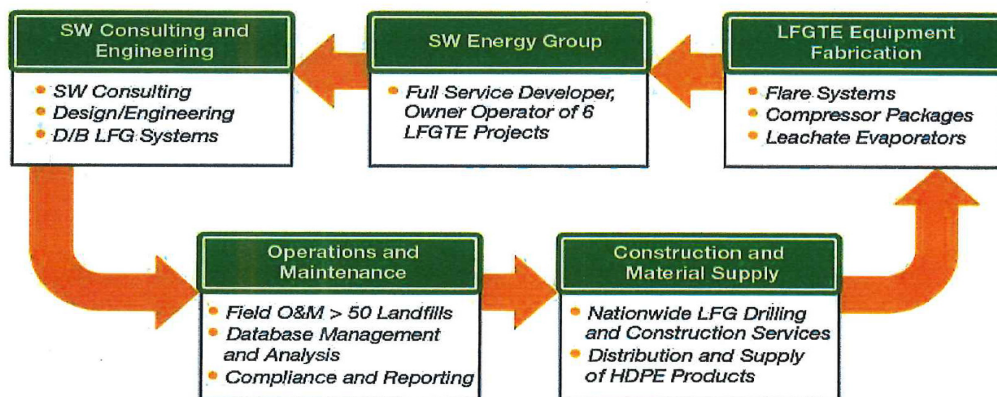 SW Consulting and
Engineering
SW Consulting
Design/Engineering
D/B LFG Systems
SW Energy Group
Full Service Developer,
Owner Operator of 6
LFGTE Projects
LFGTE Equipment
Fabrication
Flare Systems
Compressor Packages
Leachate Evaporators
Operations and
Maintenance
Field O&M > 50 Landfills
Database Management
and Analysis
Compliance and Reporting
Construction and
Material Supply
Nationwide LFG Drilling
and Construction Services
Distribution and Supply
of HDPE Products